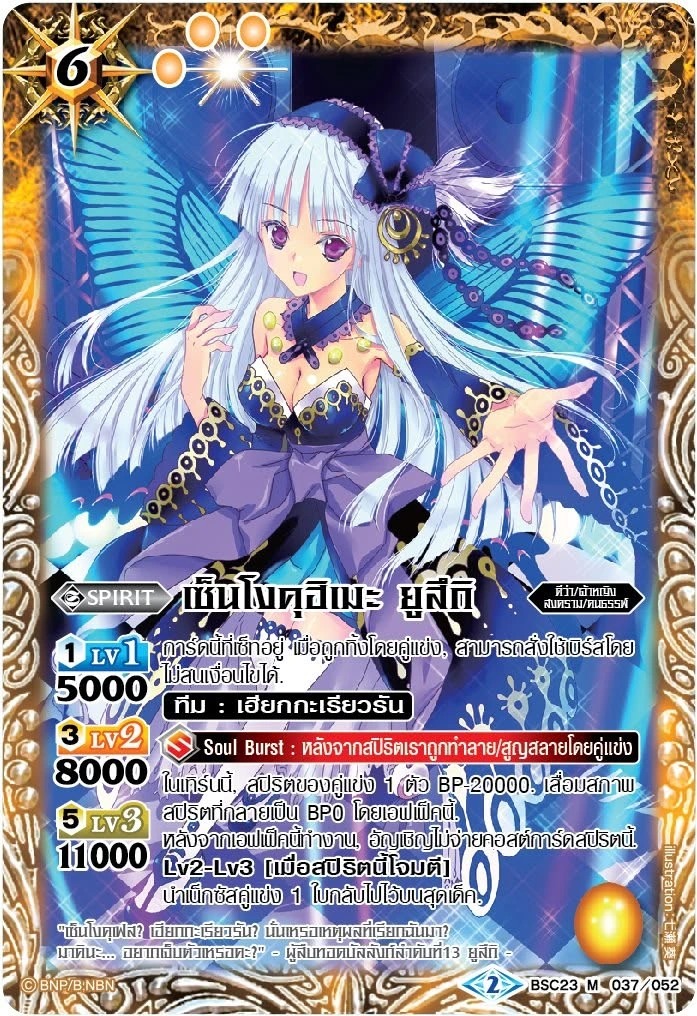 6
SPIRIT
เซ็นโงคุฮิเมะ ยูสึกิ
ดีว่า/เจ้าหญิง
สงคราม/คนธรรพ์
1 LV1
5000
การ์ดนี้ที่เซ็ทอยู่ เมื่อถูกทิ้งโดยคู่แข่ง, สามารถสั่งใช้เบิร์สโดย
ไม่สนเงื่อนไขได้.
ทีม : เฮียกกะเรียวรัน
3 LV2
8000
S Soul Burst : หลังจากสปิริตเราถูกทำลาย/สูญสลายโดยคู่แข่ง
ในเทิร์นนี้, สปิริตของคู่แข่ง 1 ตัว BP-20000. เสื่อมสภาพ
สปิริตที่กลายเป็น BP0 โดยเอฟเฟ็คนี้.
5 LV3
11000
หลังจากเอฟเฟ็คนี้ทำงาน, อัญเชิญไม่จ่ายคอสต์การ์ดสปิริตนี้.
Lv2-Lv3 [เมื่อสปิริตนี้โจมตี]
นำเน็กซัสคู่แข่ง 1 ใบกลับไปไว้บนสุดเด็ค.
"เซ็นโงคุเฟส? เฮียกกะเรียวรัน? นั่นเหรอเหตุผลที่เรียกฉันมา?
มาดิน่ะ... อยากเจ็บตัวเหรอคะ?" - ผู้สืบทอดบัลลังก์ลำดับที่13 ยูสึกิ -
illustration : 七瀬 葵
©BNP/B:NBN
2 BSC23 M 037/052